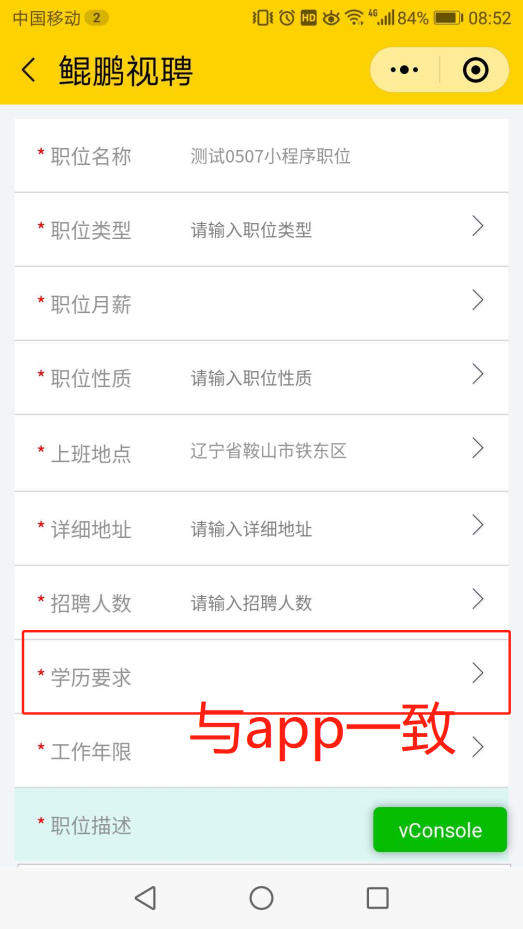 中国移动 2 HD 4G 84% 08:52
鲲鹏视聘
* 职位名称 测试0507小程序职位
* 职位类型 请输入职位类型
* 职位月薪
* 职位性质 请输入职位性质
* 上班地点 辽宁省鞍山市铁东区
* 详细地址 请输入详细地址
* 招聘人数 请输入招聘人数
* 学历要求
与app一致
* 工作年限
* 职位描述
vConsole